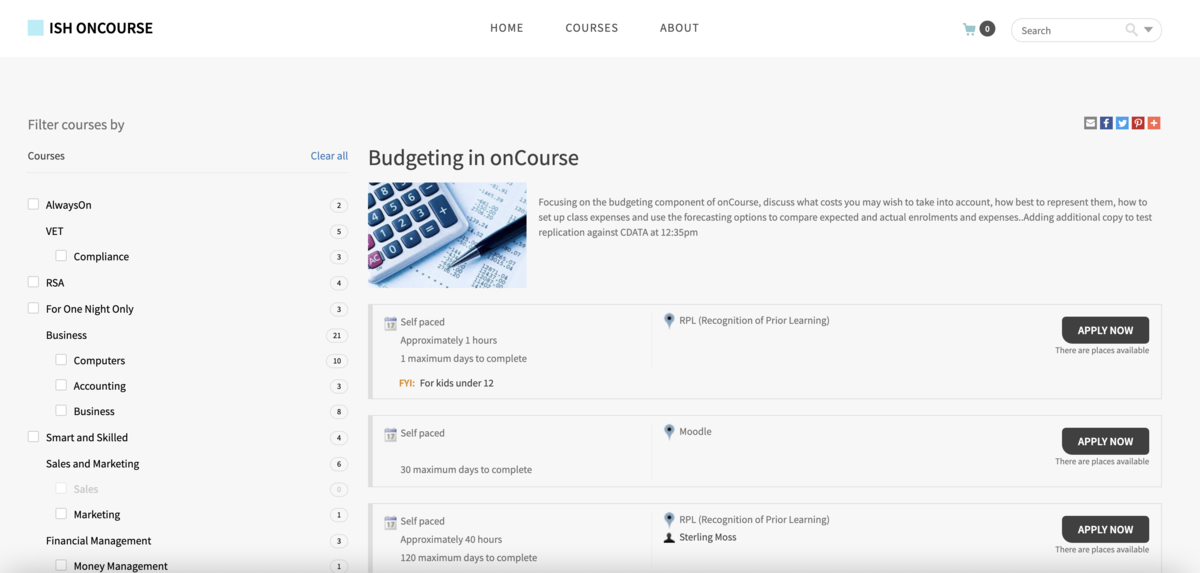 ISH ONCOURSE
HOME
COURSES
ABOUT
0
Search
Filter courses by
Courses
Clear all
AlwaysOn 2
VET 5
Compliance 3
RSA 4
For One Night Only 3
Business 21
Computers 10
Accounting 3
Business 8
Smart and Skilled 4
Sales and Marketing 6
Sales 0
Marketing 1
Financial Management 3
Money Management 1
Budgeting in onCourse
Focusing on the budgeting component of onCourse, discuss what costs you may wish to take into account, how best to represent them, how to
set up class expenses and use the forecasting options to compare expected and actual enrolments and expenses..Adding additional copy to test
replication against CDATA at 12:35pm
Self paced
Approximately 1 hours
1 maximum days to complete
FYI: For kids under 12
RPL (Recognition of Prior Learning)
APPLY NOW
There are places available
Self paced
30 maximum days to complete
Moodle
APPLY NOW
There are places available
Self paced
Approximately 40 hours
120 maximum days to complete
RPL (Recognition of Prior Learning)
Sterling Moss
APPLY NOW
There are places available